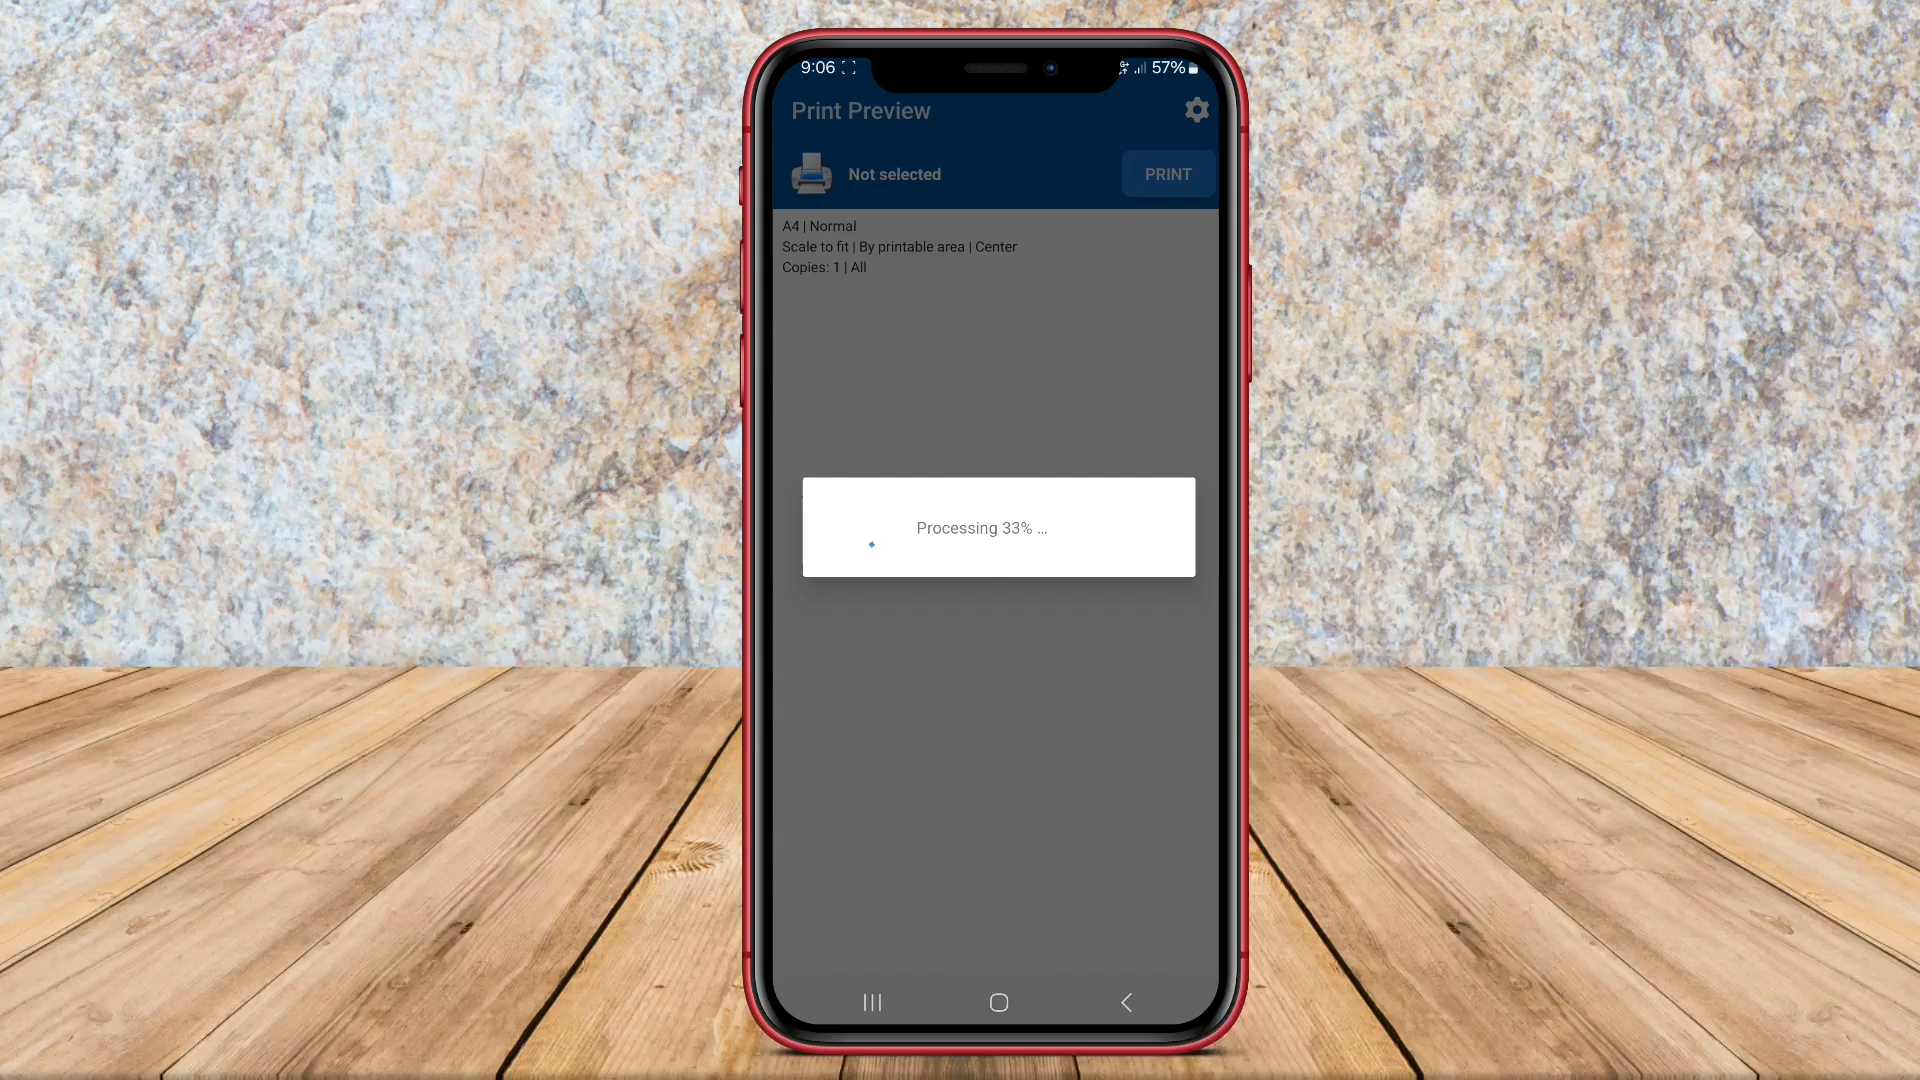 9:06
57%
Print Preview
Not selected
PRINT
A4 | Normal
Scale to fit | By printable area | Center
Copies: 1 | All
Processing 33% ...